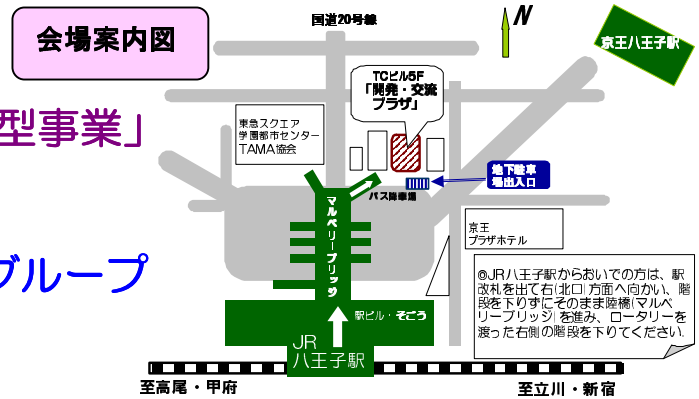 会場案内図
国道20号線
N
京王八王子駅
TCビル5F
「開発・交流
プラザ」
型事業」
東急スクエア
学園都市センター
TAMA協会
地下駐車
場出入口
バス降車場
マルベリーブリッジ
京王
プラザホテル
グループ
◎JR八王子駅からおいでの方は、駅
改札を出て右(北口)方面へ向かい、階
段を下りずにそのまま陸橋(マルベ
リーブリッジ)を進み、ロータリーを
渡った右側の階段を下りてください.
駅ビル・そごう
JR
八王子駅
至高尾・甲府
至立川・新宿